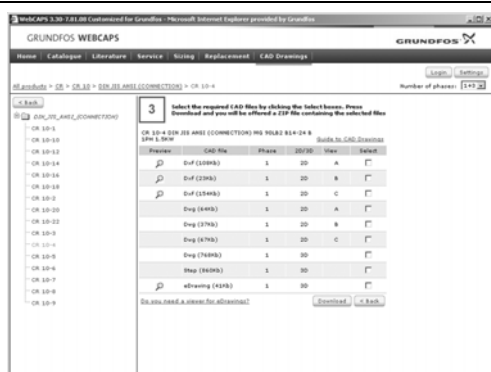 WebCAPS 3.30-7.01.08 Customized for Grundfos - Microsoft Internet Explorer provided by Grundfos
GRUNDFOS WEBCAPS
GRUNDFOS
Home Catalogue Literature Service Sizing Replacement CAD Drawings
Login Settings
All products > CR > CR 10 > DIN JIS ANSI (CONNECTION) > CR 10-4
Number of phases: 1+3
< Back
DIN_JIS_ANSI_(CONNECTION)
CR 10-1
CR 10-10
CR 10-12
CR 10-14
CR 10-16
CR 10-18
CR 10-2
CR 10-20
CR 10-22
CR 10-3
CR 10-4
CR 10-5
CR 10-6
CR 10-7
CR 10-8
CR 10-9
3
Select the required CAD files by clicking the Select boxes. Press
Download and you will be offered a ZIP file containing the selected files
CR 10-4 DIN JIS ANSI (CONNECTION) MG 90LB2 B14-24 B
1PH 1.5KW
Guide to CAD Drawings
Preview CAD file Phase 2D/3D View Select
Dxf (108Kb) 1 2D A
Dxf (25Kb) 1 2D B
Dxf (154Kb) 1 2D C
Dwg (64Kb) 1 2D A
Dwg (37Kb) 1 2D B
Dwg (67Kb) 1 2D C
Dwg (768Kb) 1 3D
Step (960Kb) 1 3D
eDrawing (41Kb) 1 3D
Do you need a viewer for eDrawings?
Download < Back